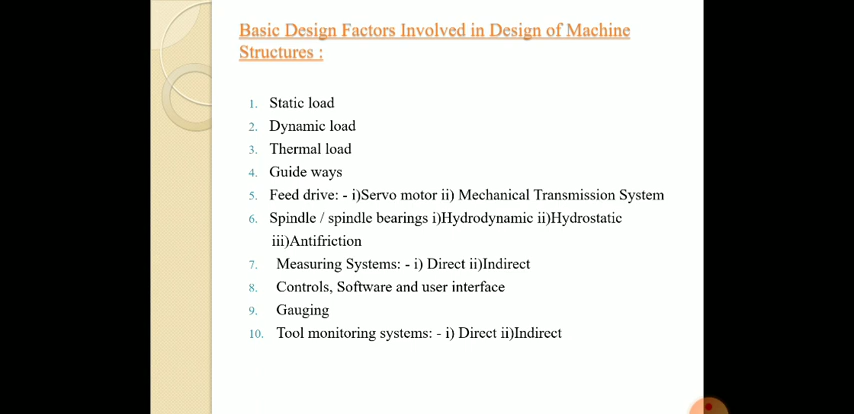 Basic Design Factors Involved in Design of Machine
Structures :
1. Static load
2. Dynamic load
3. Thermal load
4. Guide ways
5. Feed drive: - i)Servo motor ii) Mechanical Transmission System
6. Spindle / spindle bearings i)Hydrodynamic ii)Hydrostatic
iii)Antifriction
7. Measuring Systems: - i) Direct ii)Indirect
8. Controls, Software and user interface
9. Gauging
10. Tool monitoring systems: - i) Direct ii)Indirect